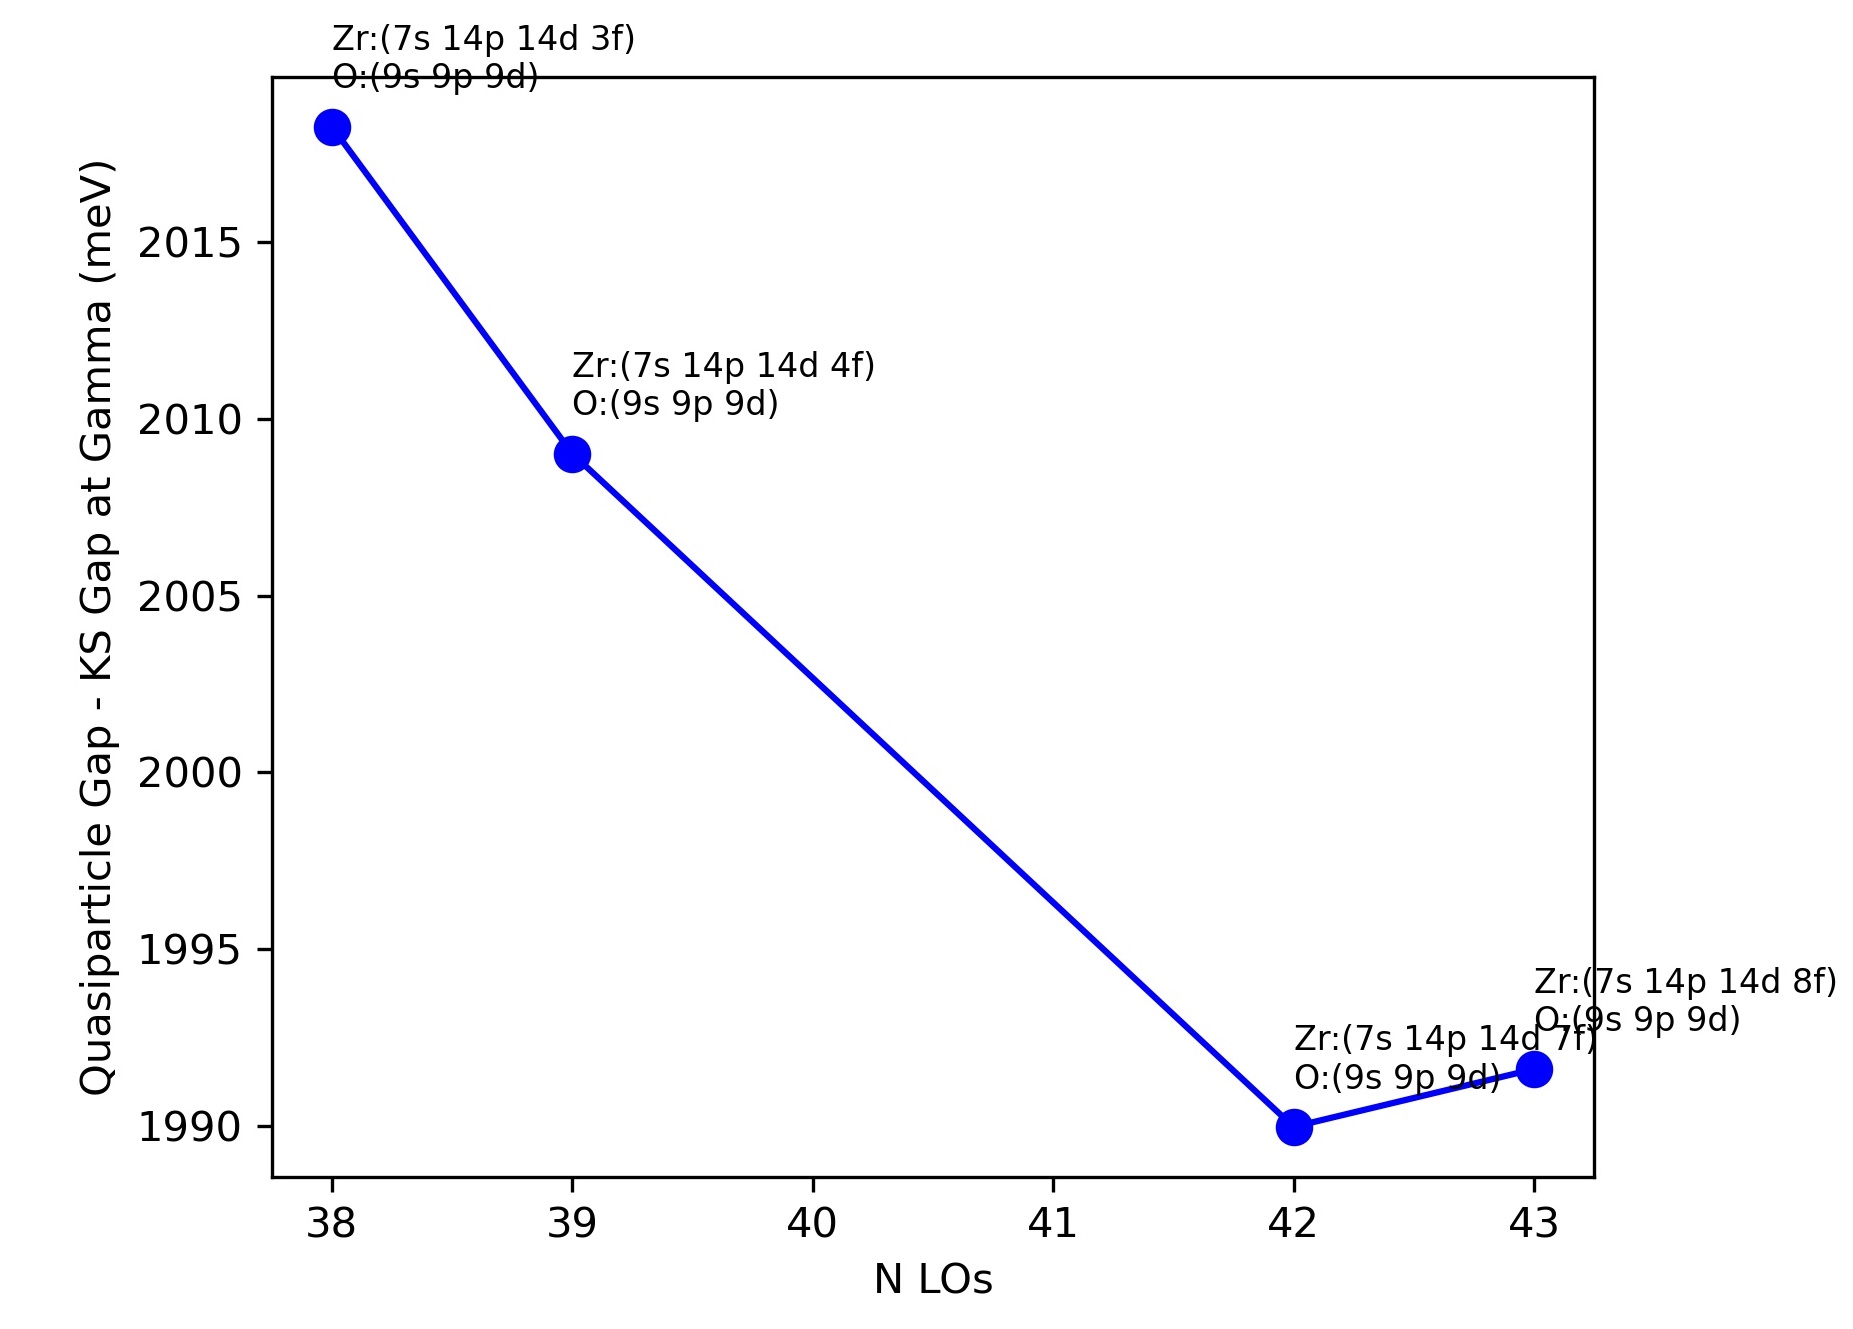 Zr:(7s 14p 14d 3f)
O:(9s 9p 9d)
Quasiparticle Gap - KS Gap at Gamma (meV)
2015
Zr:(7s 14p 14d 4f)
O:(9s 9p 9d)
2010
2005
2000
1995
Zr:(7s 14p 14d 8f)
O:(9s 9p 9d)
Zr:(7s 14p 14d 7f)
O:(9s 9p 9d)
1990
38
39
40
41
42
43
N LOs